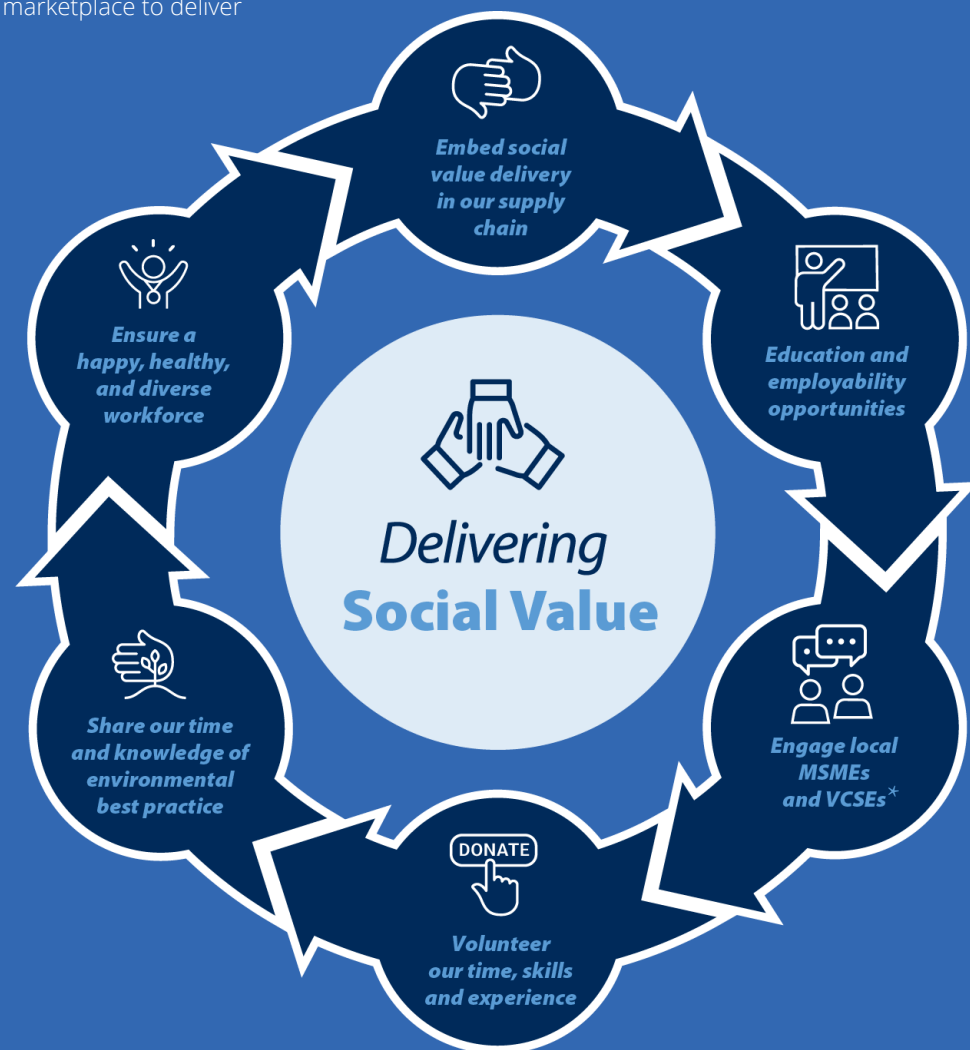 marketplace to deliver
Embed social
value delivery
in our supply
chain
Education and
employability
opportunities
Engage local
MSMEs
and VCSEs*
DONATE
Volunteer
our time, skills
and experience
Share our time
and knowledge of
environmental
best practice
Ensure a
happy, healthy,
and diverse
workforce
Delivering
Social Value